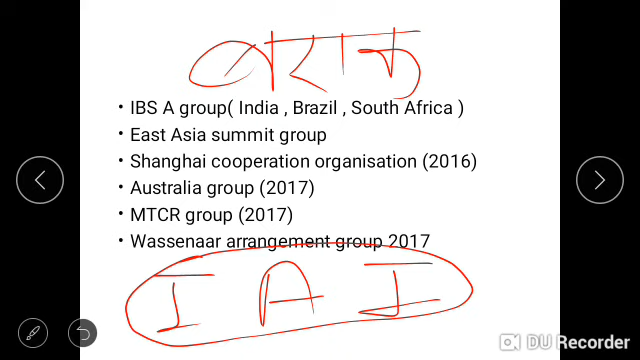 • IBS A group( India , Brazil , South Africa )
• East Asia summit group
• Shanghai cooperation organisation (2016)
• Australia group (2017)
• MTCR group (2017)
• Wassenaar arrangement group 2017
I A I
DU Recorder